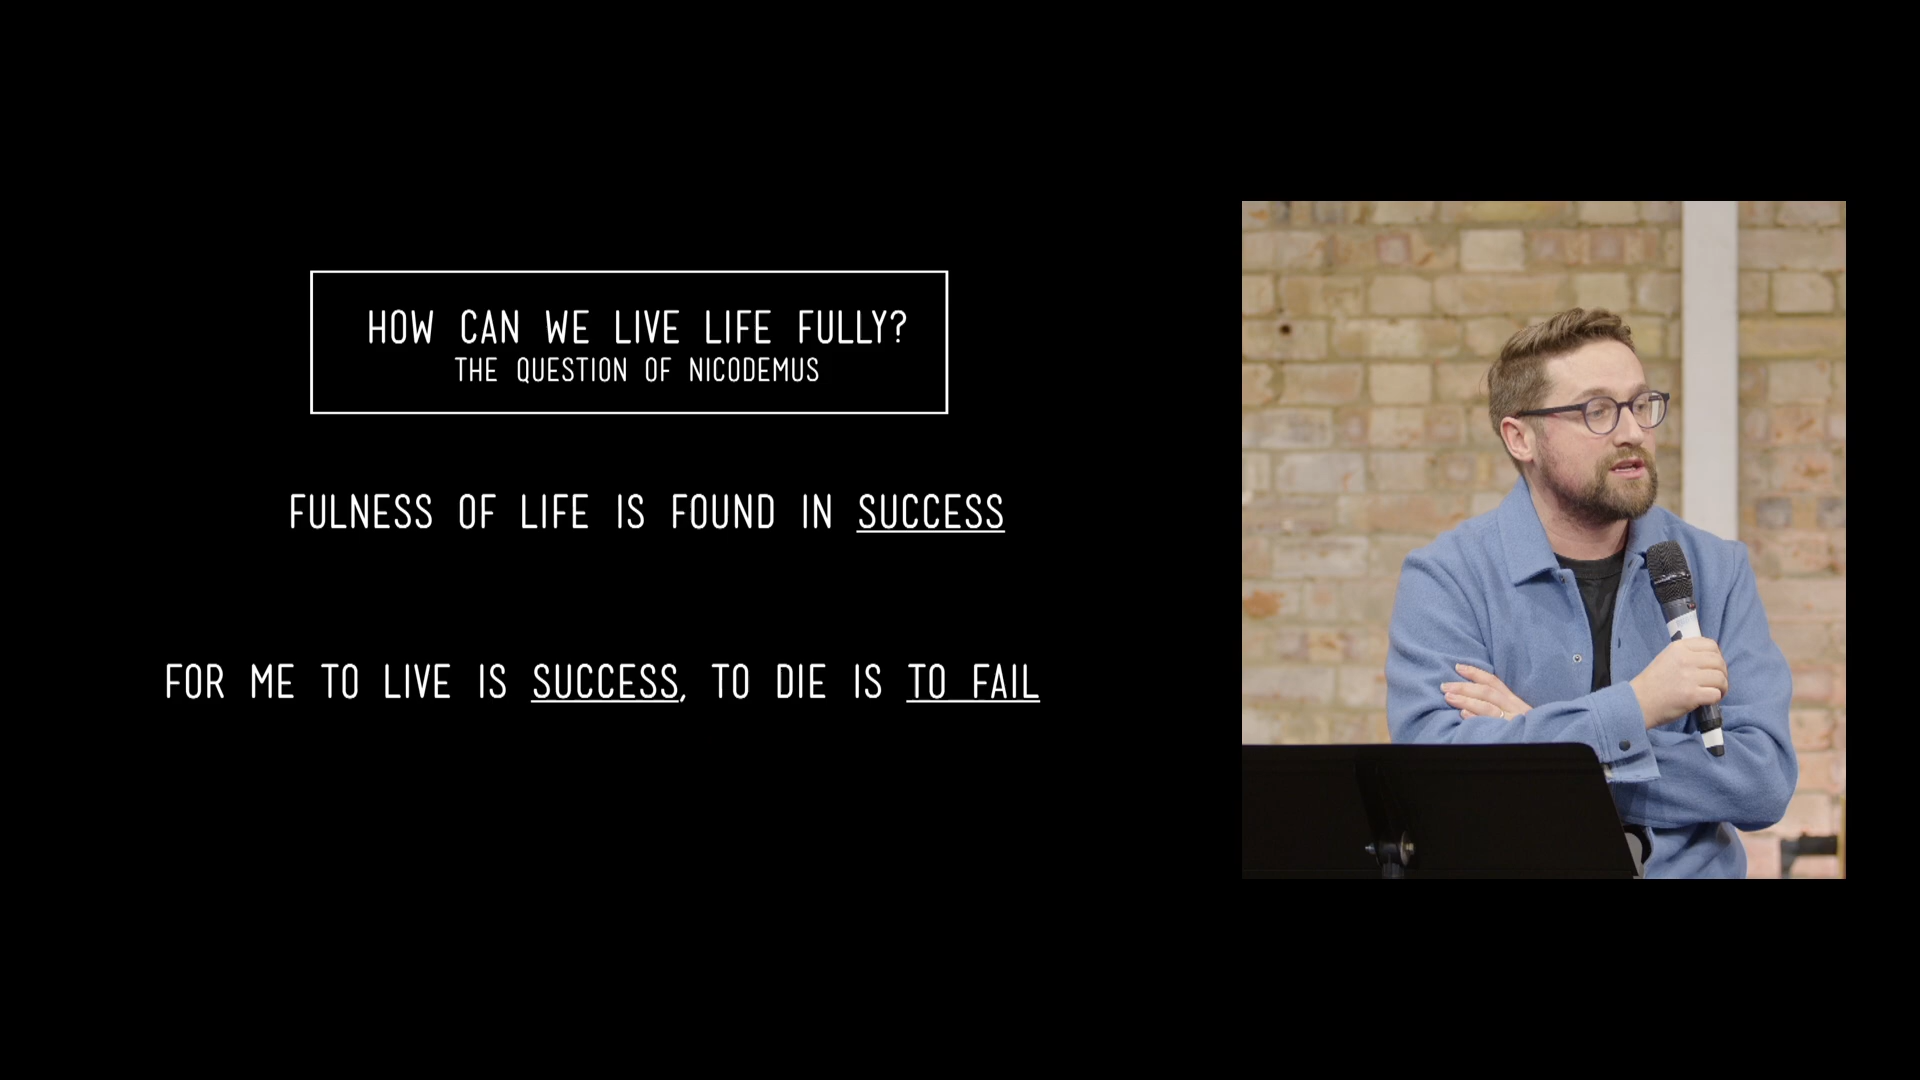 HOW CAN WE LIVE LIFE FULLY?
THE QUESTION OF NICODEMUS
FULNESS OF LIFE IS FOUND IN SUCCESS
FOR ME TO LIVE IS SUCCESS, TO DIE IS TO FAIL